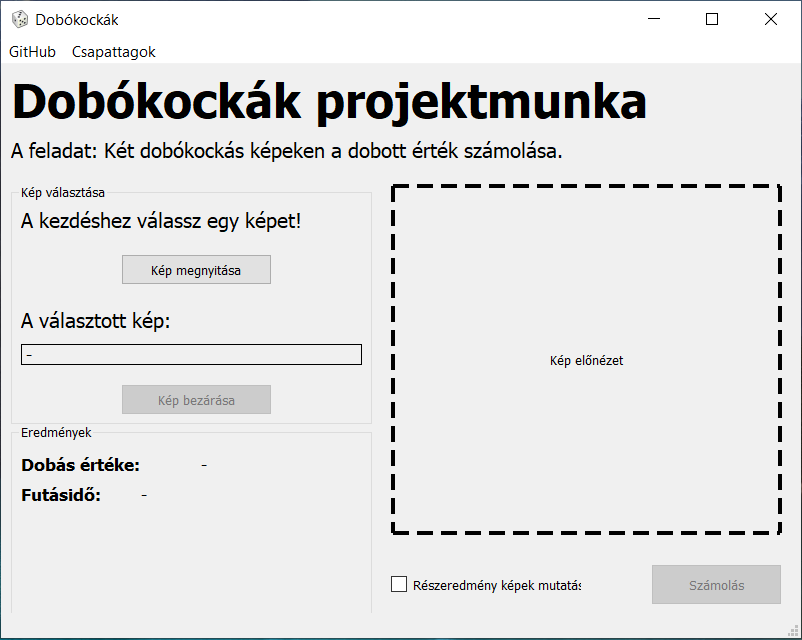 Dobókockák
GitHub Csapattagok
Dobókockák projektmunka
A feladat: Két dobókockás képeken a dobott érték számolása.
Kép választása
A kezdéshez válassz egy képet!
Kép megnyitása
A választott kép:
-
Kép bezárása
Eredmények
Dobás értéke: -
Futásidő: -
Kép előnézet
Részeredmény képek mutatás
Számolás